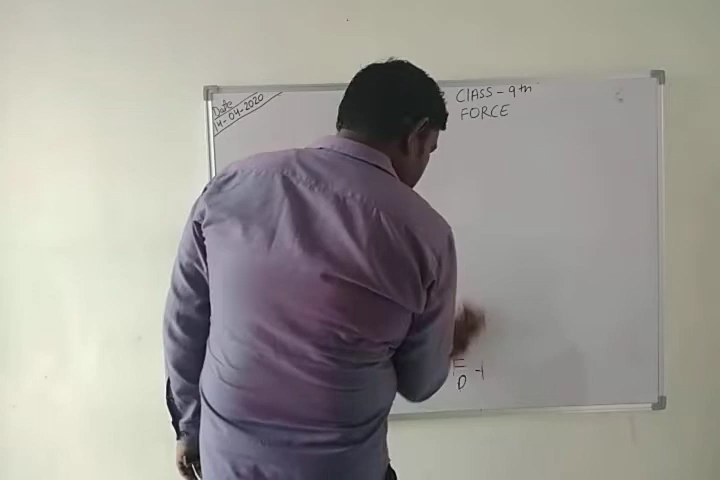 Date
14-04-2020
CLASS - 9th
FORCE
F
D